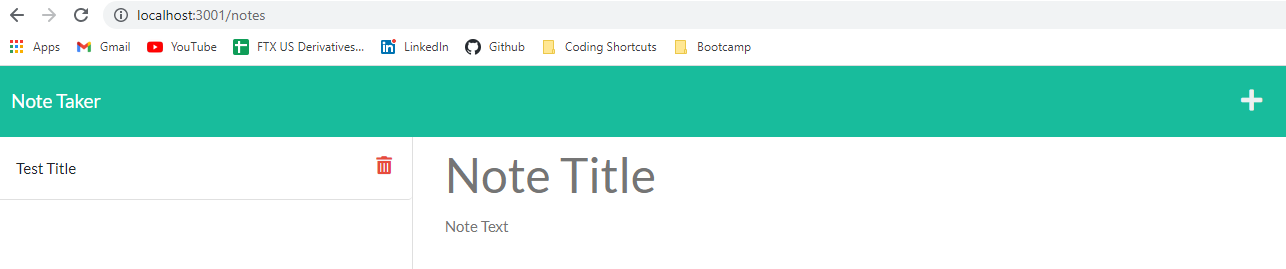 localhost:3001/notes
Apps Gmail YouTube FTX US Derivatives... LinkedIn Github Coding Shortcuts Bootcamp
Note Taker
Test Title
Note Title
Note Text